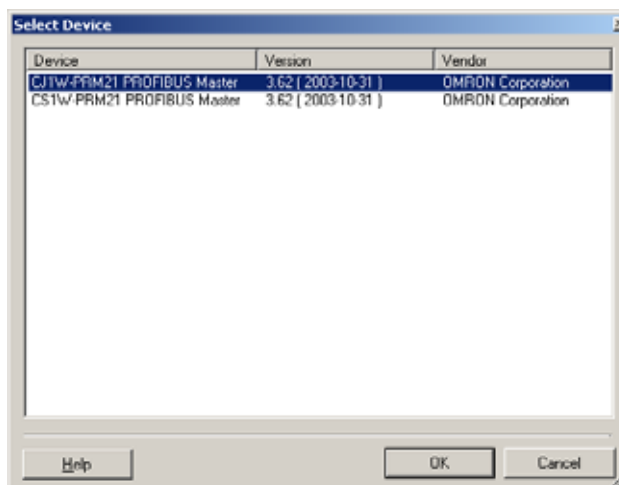 Select Device
Device Version Vendor
CJ1W-PRM21 PROFIBUS Master 3.62 ( 2003-10-31 ) OMRON Corporation
CS1W-PRM21 PROFIBUS Master 3.62 ( 2003-10-31 ) OMRON Corporation
Help OK Cancel